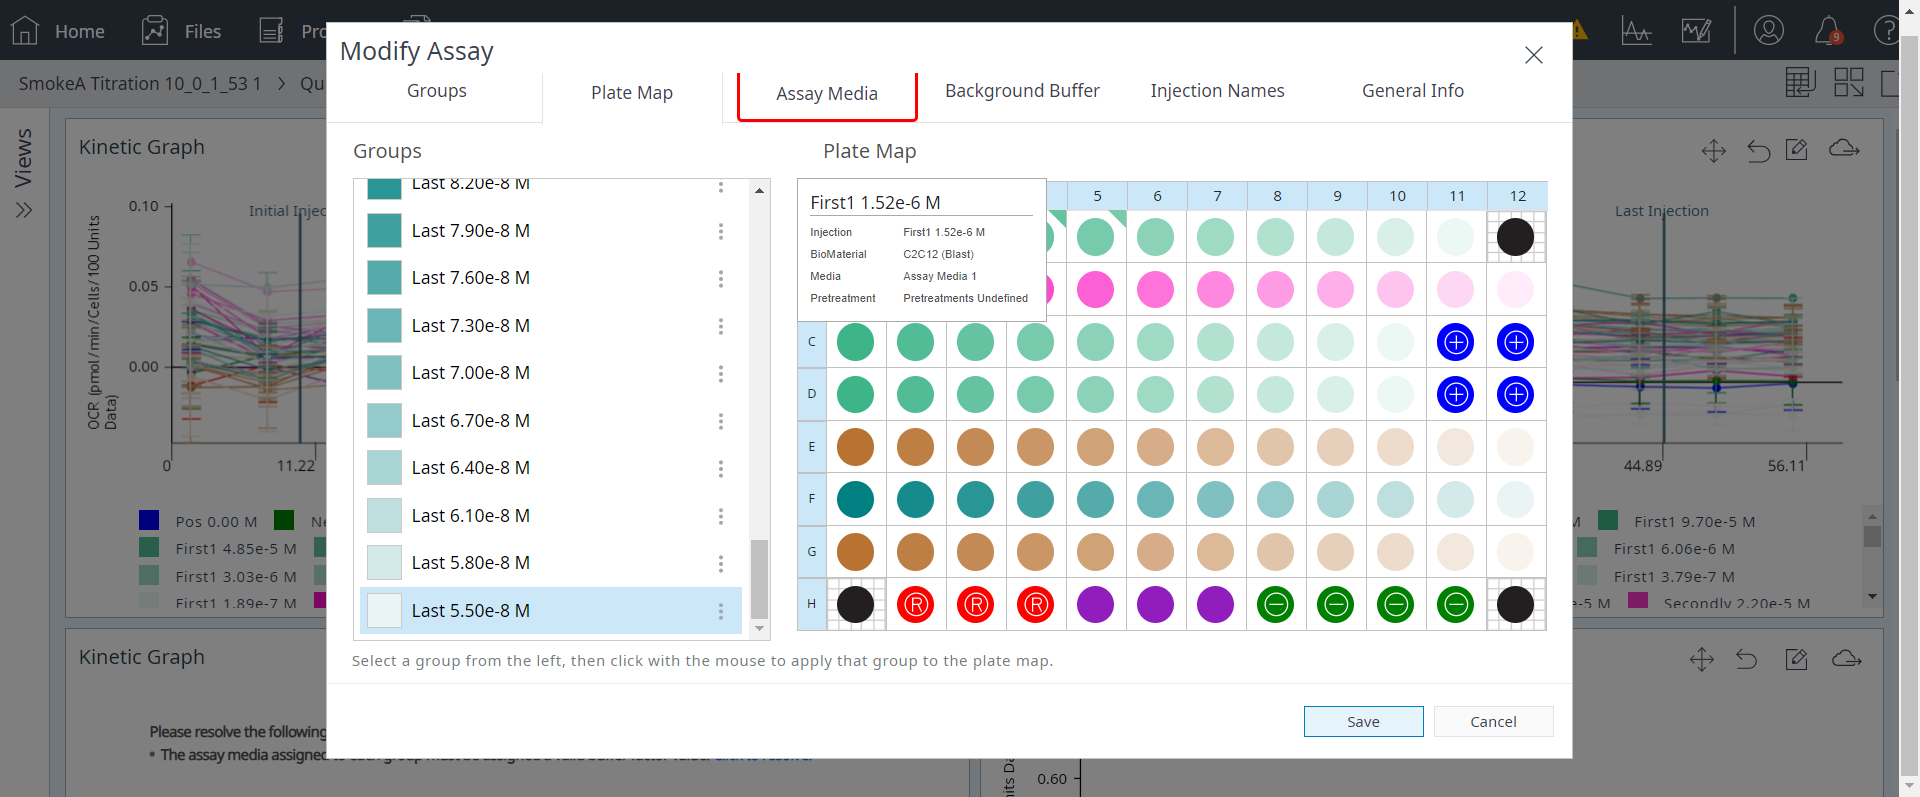 Home
Files
9
SmokeA Titration 10_0_1_53 1 > Qu
Views
Kinetic Graph
Initial Injec
0.10
0.05
0.00
OCR (pmol/min/Cells/100 Units Data)
0
11.22
Pos 0.00 M
First1 4.85e-5 M
First1 3.03e-6 M
First1 1.89e-7 M
Kinetic Graph
Please resolve the following
Modify Assay
Groups
Plate Map
Assay Media
Background Buffer
Injection Names
General Info
Groups
Last 8.20e-8 M
Last 7.90e-8 M
Last 7.60e-8 M
Last 7.30e-8 M
Last 7.00e-8 M
Last 6.70e-8 M
Last 6.40e-8 M
Last 6.10e-8 M
Last 5.80e-8 M
Last 5.50e-8 M
Plate Map
First1 1.52e-6 M
Injection First1 1.52e-6 M
BioMaterial C2C12 (Blast)
Media Assay Media 1
Pretreatment Pretreatments Undefined
5 6 7 8 9 10 11 12
C
D
E
F
G
H R R R
Select a group from the left, then click with the mouse to apply that group to the plate map.
Save
Cancel
Last Injection
44.89
56.11
First1 9.70e-5 M
First1 6.06e-6 M
First1 3.79e-7 M
e-5 M
Secondly 2.20e-5 M
0.60